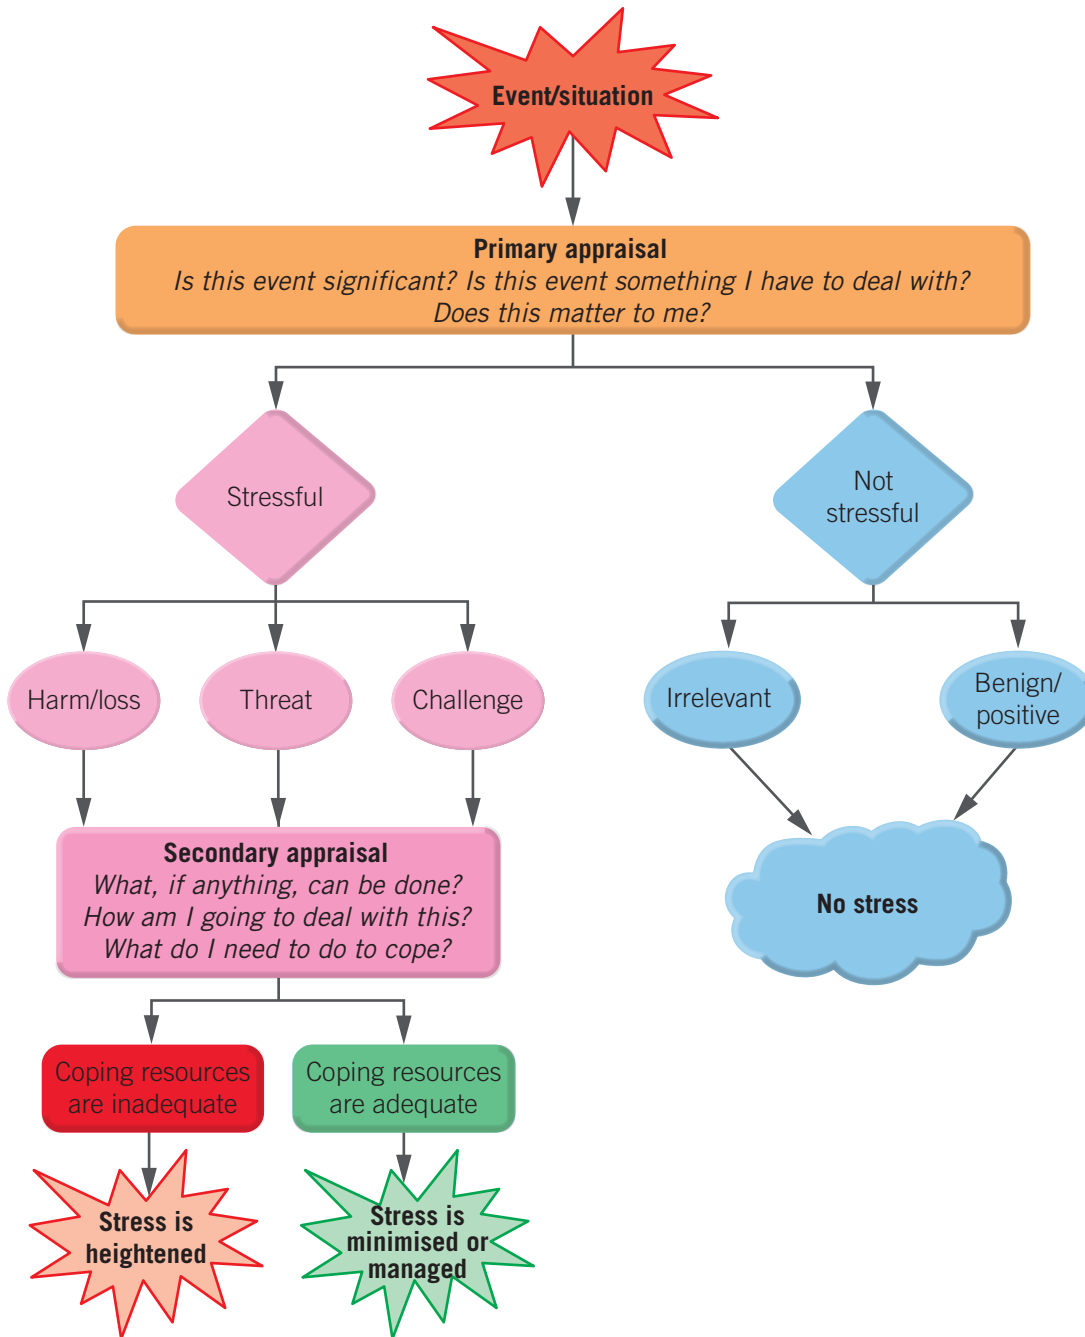 Event/situation
Primary appraisal
Is this event significant? Is this event something I have to deal with?
Does this matter to me?
Stressful
Not
stressful
Harm/loss
Threat
Challenge
Irrelevant
Benign/
positive
Secondary appraisal
What, if anything, can be done?
How am I going to deal with this?
What do I need to do to cope?
No stress
Coping resources
are inadequate
Coping resources
are adequate
Stress is
heightened
Stress is
minimised or
managed